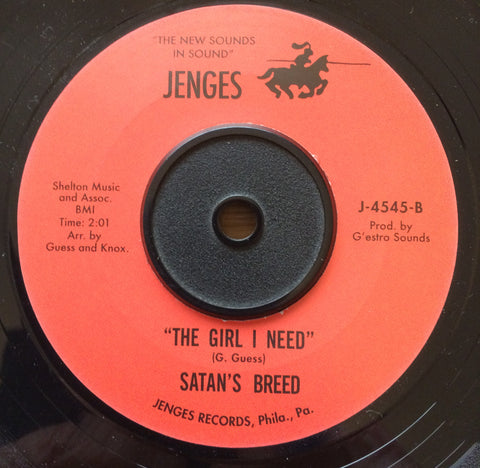 "THE NEW SOUNDS
IN SOUND"
JENGES
Shelton Music
and Assoc.
BMI
Time: 2:01
Arr. by
Guess and Knox.
J-4545-B
Prod. by
G'estra Sounds
"THE GIRL I NEED"
(G. Guess)
SATAN'S BREED
JENGES RECORDS, Phila., Pa.